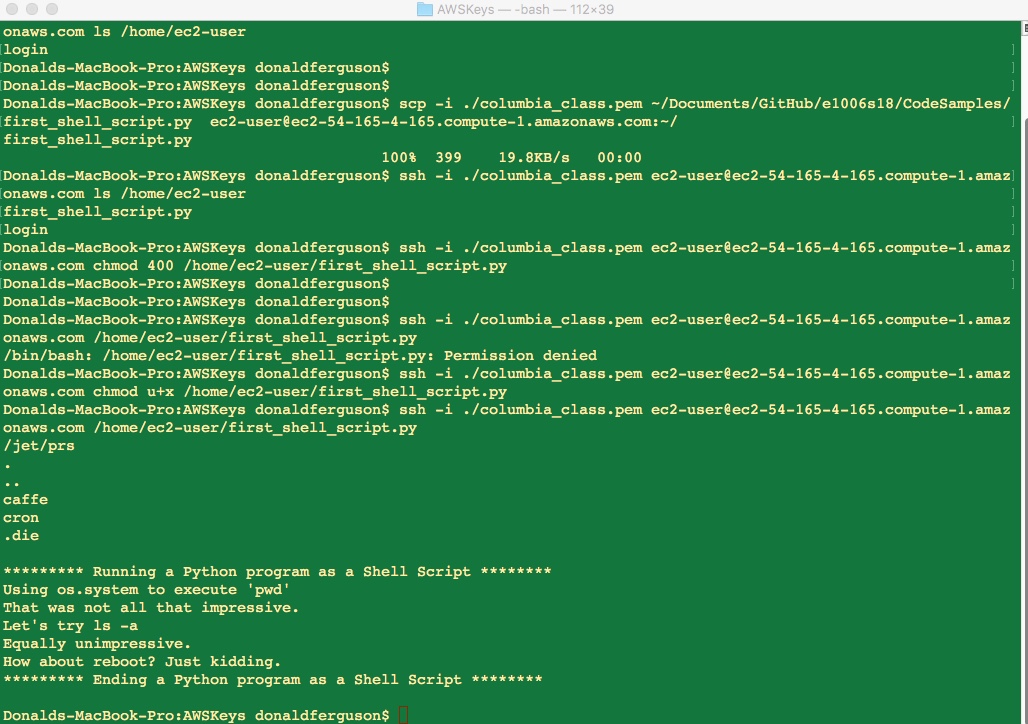 AWSKeys — -bash — 112×39
onaws.com ls /home/ec2-user
login
Donalds-MacBook-Pro:AWSKeys donaldferguson$
Donalds-MacBook-Pro:AWSKeys donaldferguson$
Donalds-MacBook-Pro:AWSKeys donaldferguson$ scp -i ./columbia_class.pem ~/Documents/GitHub/e1006s18/CodeSamples/
first_shell_script.py  ec2-user@ec2-54-165-4-165.compute-1.amazonaws.com:~/
first_shell_script.py
100%  399    19.8KB/s   00:00
Donalds-MacBook-Pro:AWSKeys donaldferguson$ ssh -i ./columbia_class.pem ec2-user@ec2-54-165-4-165.compute-1.amaz
onaws.com ls /home/ec2-user
first_shell_script.py
login
Donalds-MacBook-Pro:AWSKeys donaldferguson$ ssh -i ./columbia_class.pem ec2-user@ec2-54-165-4-165.compute-1.amaz
onaws.com chmod 400 /home/ec2-user/first_shell_script.py
Donalds-MacBook-Pro:AWSKeys donaldferguson$
Donalds-MacBook-Pro:AWSKeys donaldferguson$
Donalds-MacBook-Pro:AWSKeys donaldferguson$ ssh -i ./columbia_class.pem ec2-user@ec2-54-165-4-165.compute-1.amaz
onaws.com /home/ec2-user/first_shell_script.py
/bin/bash: /home/ec2-user/first_shell_script.py: Permission denied
Donalds-MacBook-Pro:AWSKeys donaldferguson$ ssh -i ./columbia_class.pem ec2-user@ec2-54-165-4-165.compute-1.amaz
onaws.com chmod u+x /home/ec2-user/first_shell_script.py
Donalds-MacBook-Pro:AWSKeys donaldferguson$ ssh -i ./columbia_class.pem ec2-user@ec2-54-165-4-165.compute-1.amaz
onaws.com /home/ec2-user/first_shell_script.py
/jet/prs
.
..
caffe
cron
.die
********* Running a Python program as a Shell Script ********
Using os.system to execute 'pwd'
That was not all that impressive.
Let's try ls -a
Equally unimpressive.
How about reboot? Just kidding.
********* Ending a Python program as a Shell Script ********
Donalds-MacBook-Pro:AWSKeys donaldferguson$